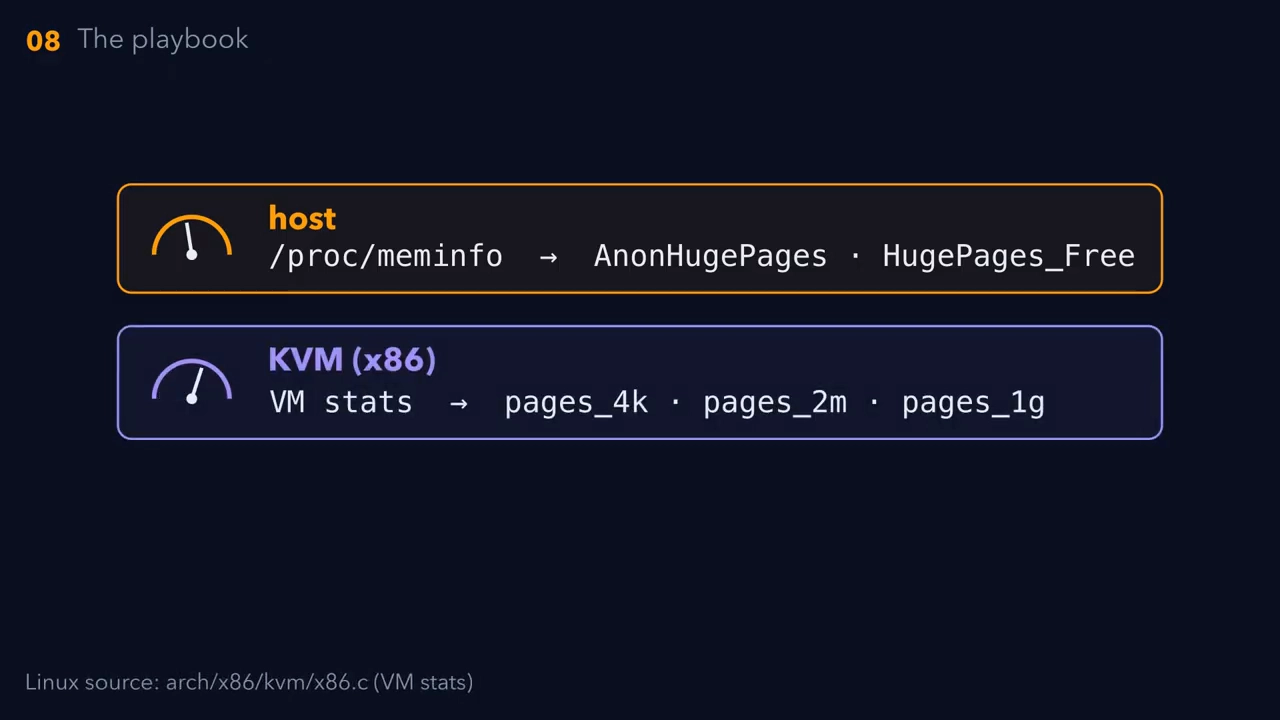 08 The playbook
host
/proc/meminfo → AnonHugePages · HugePages_Free
KVM (x86)
VM stats → pages_4k · pages_2m · pages_1g
Linux source: arch/x86/kvm/x86.c (VM stats)